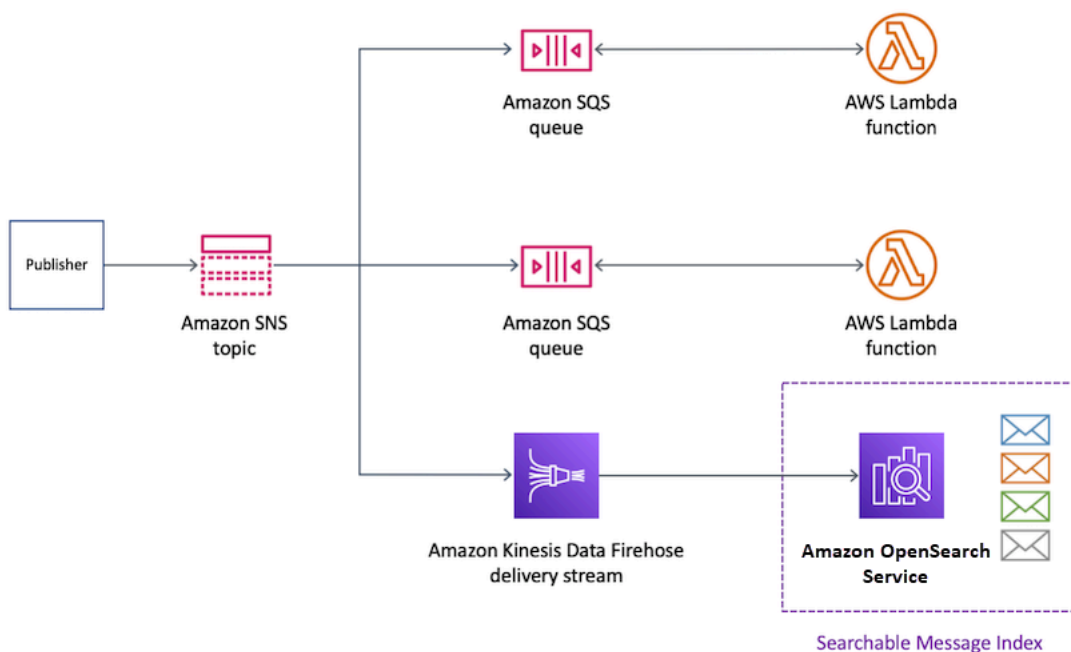 Amazon SQS
queue
AWS Lambda
function
Publisher
Amazon SNS
topic
Amazon SQS
queue
AWS Lambda
function
Amazon Kinesis Data Firehose
delivery stream
Amazon OpenSearch
Service
Searchable Message Index